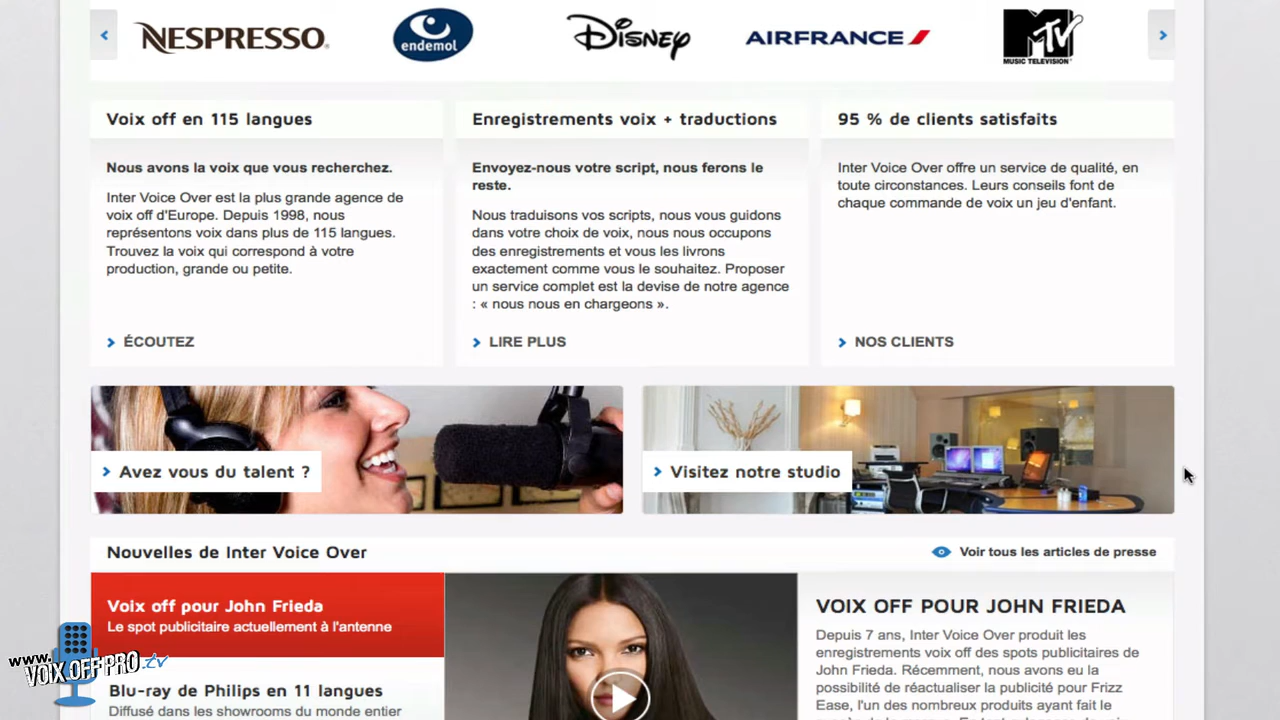 NESPRESSO.
endemol
Disney
AIRFRANCE
MTV
MUSIC TELEVISION®
Voix off en 115 langues
Nous avons la voix que vous recherchez.
Inter Voice Over est la plus grande agence de
voix off d'Europe. Depuis 1998, nous
représentons voix dans plus de 115 langues.
Trouvez la voix qui correspond à votre
production, grande ou petite.
ÉCOUTEZ
Enregistrements voix + traductions
Envoyez-nous votre script, nous ferons le
reste.
Nous traduisons vos scripts, nous vous guidons
dans votre choix de voix, nous nous occupons
des enregistrements et vous les livrons
exactement comme vous le souhaitez. Proposer
un service complet est la devise de notre agence
: « nous nous en chargeons ».
LIRE PLUS
95 % de clients satisfaits
Inter Voice Over offre un service de qualité, en
toute circonstances. Leurs conseils font de
chaque commande de voix un jeu d'enfant.
NOS CLIENTS
Avez vous du talent ?
Visitez notre studio
Nouvelles de Inter Voice Over
Voir tous les articles de presse
Voix off pour John Frieda
Le spot publicitaire actuellement à l'antenne
Blu-ray de Philips en 11 langues
Diffusé dans les showrooms du monde entier
VOIX OFF POUR JOHN FRIEDA
Depuis 7 ans, Inter Voice Over produit les
enregistrements voix off des spots publicitaires de
John Frieda. Récemment, nous avons eu la
possibilité de réactualiser la publicité pour Frizz
Ease, l'un des nombreux produits ayant fait le
www.
VOIX OFF PRO.tv